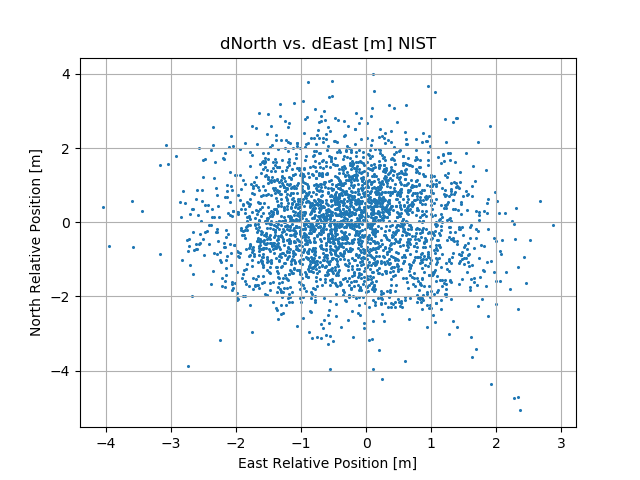 dNorth vs. dEast [m] NIST
4
2
0
−2
−4
North Relative Position [m]
−4 −3 −2 −1 0 1 2 3
East Relative Position [m]